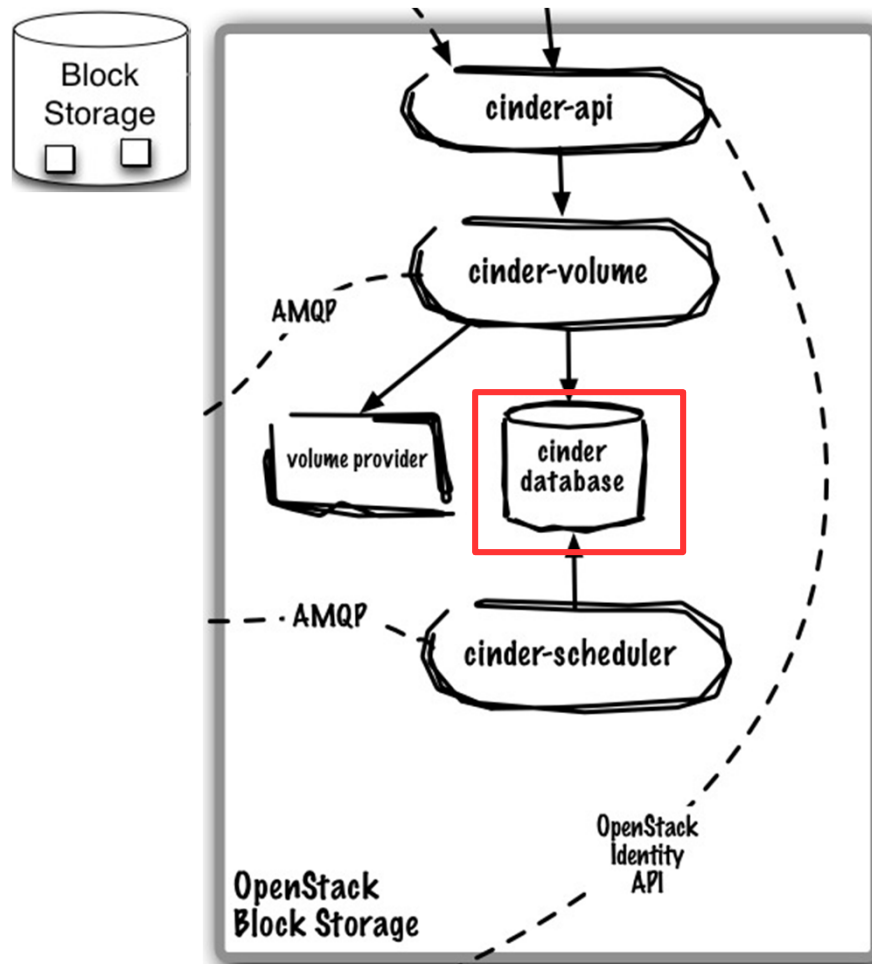 Block
Storage
cinder-api
cinder-volume
AMQP
volume provider
cinder
database
AMQP
cinder-scheduler
OpenStack
Identity
API
OpenStack
Block Storage